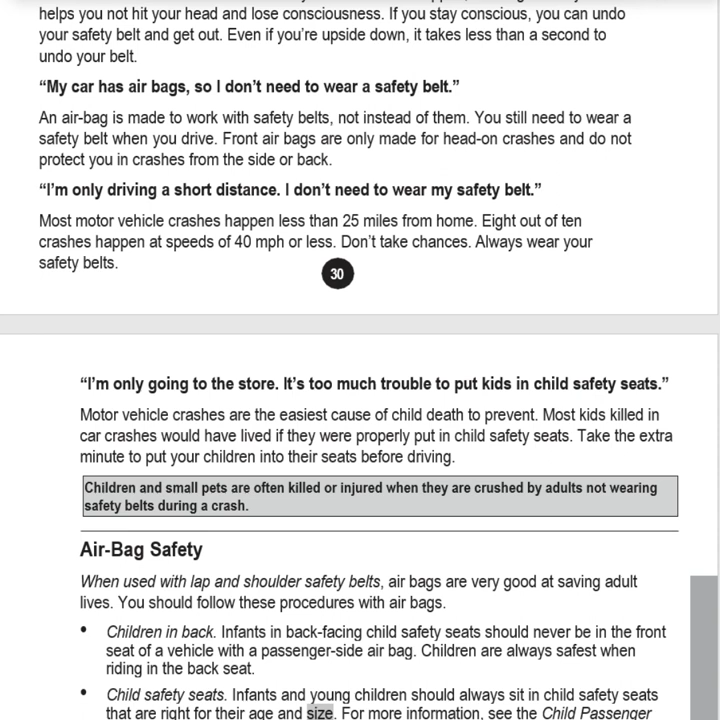 helps you not hit your head and lose consciousness. If you stay conscious, you can undo
your safety belt and get out. Even if you’re upside down, it takes less than a second to
undo your belt.
“My car has air bags, so I don’t need to wear a safety belt.”
An air-bag is made to work with safety belts, not instead of them. You still need to wear a
safety belt when you drive. Front air bags are only made for head-on crashes and do not
protect you in crashes from the side or back.
“I’m only driving a short distance. I don’t need to wear my safety belt.”
Most motor vehicle crashes happen less than 25 miles from home. Eight out of ten
crashes happen at speeds of 40 mph or less. Don’t take chances. Always wear your
safety belts.
30
“I’m only going to the store. It’s too much trouble to put kids in child safety seats.”
Motor vehicle crashes are the easiest cause of child death to prevent. Most kids killed in
car crashes would have lived if they were properly put in child safety seats. Take the extra
minute to put your children into their seats before driving.
Children and small pets are often killed or injured when they are crushed by adults not wearing
safety belts during a crash.
Air-Bag Safety
When used with lap and shoulder safety belts, air bags are very good at saving adult
lives. You should follow these procedures with air bags.
• Children in back. Infants in back-facing child safety seats should never be in the front
seat of a vehicle with a passenger-side air bag. Children are always safest when
riding in the back seat.
• Child safety seats. Infants and young children should always sit in child safety seats
that are right for their age and size. For more information, see the Child Passenger